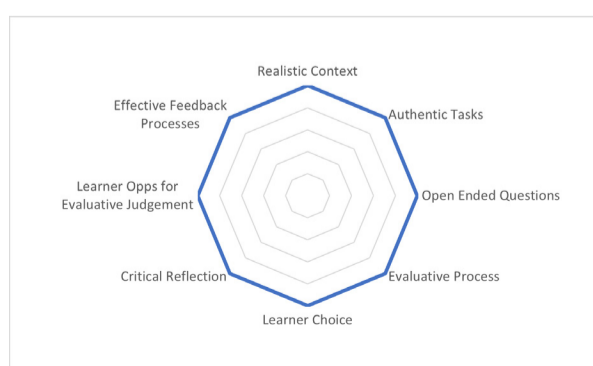 Realistic Context
Effective Feedback
Processes
Authentic Tasks
Learner Opps for
Evaluative Judgement
Open Ended Questions
Critical Reflection
Evaluative Process
Learner Choice